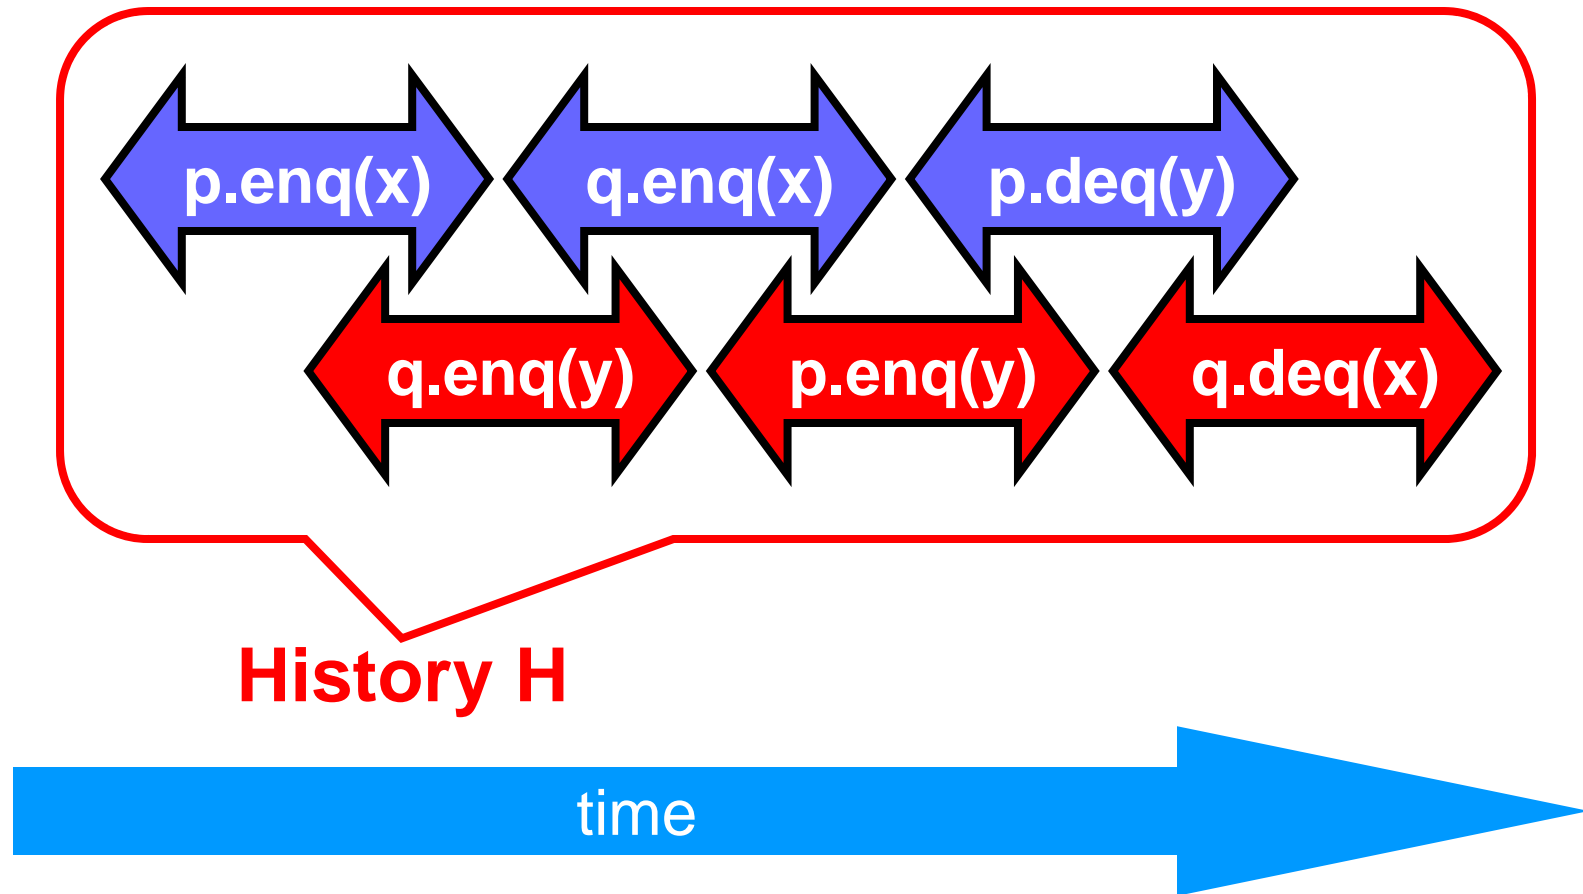 p.enq(x) q.enq(x) p.deq(y)
q.enq(y) p.enq(y) q.deq(x)
History H
time